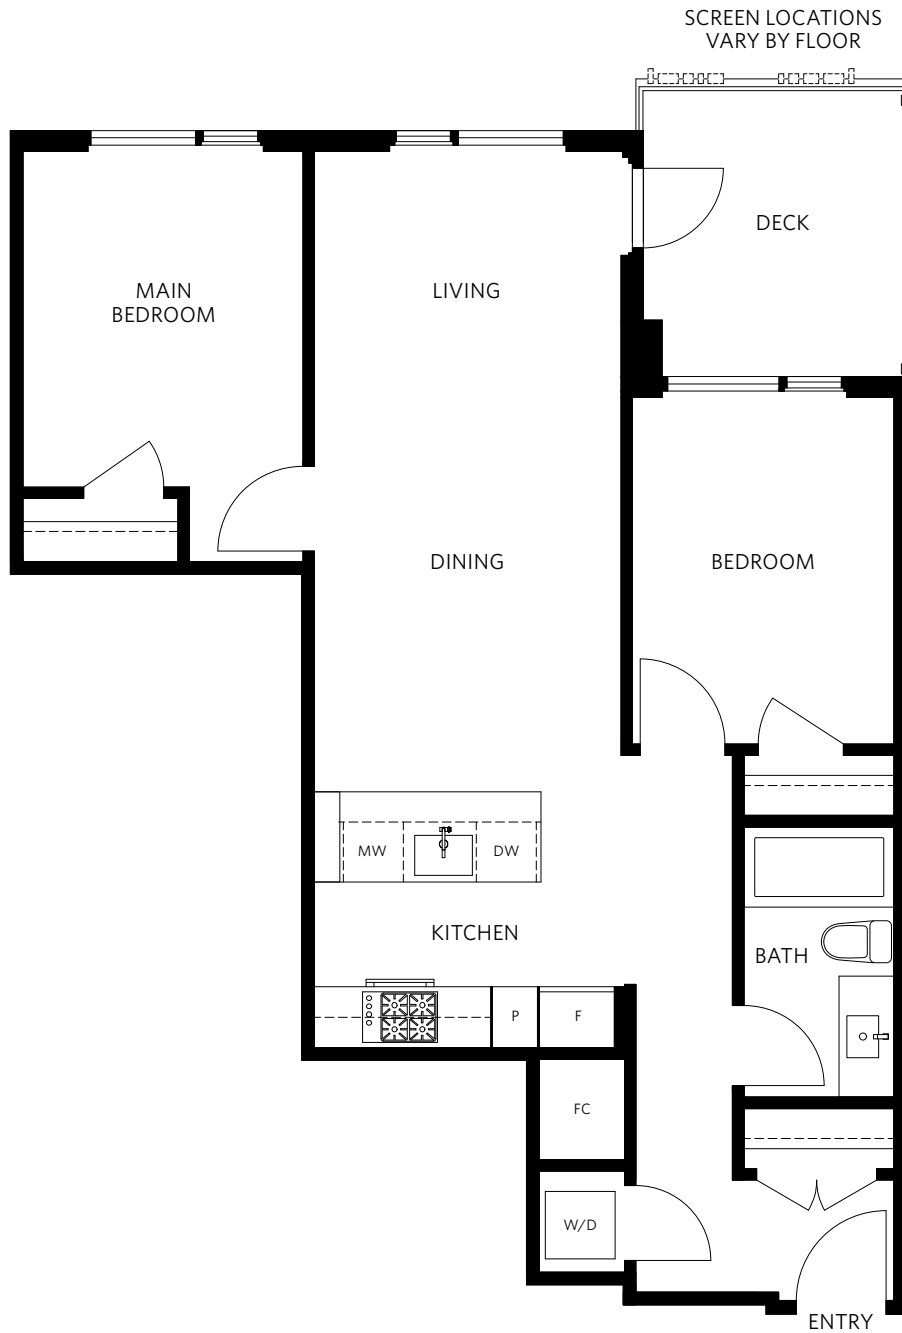 SCREEN LOCATIONS
VARY BY FLOOR
DECK
MAIN
BEDROOM
LIVING
DINING
BEDROOM
MW
DW
KITCHEN
BATH
P
F
FC
W/D
ENTRY